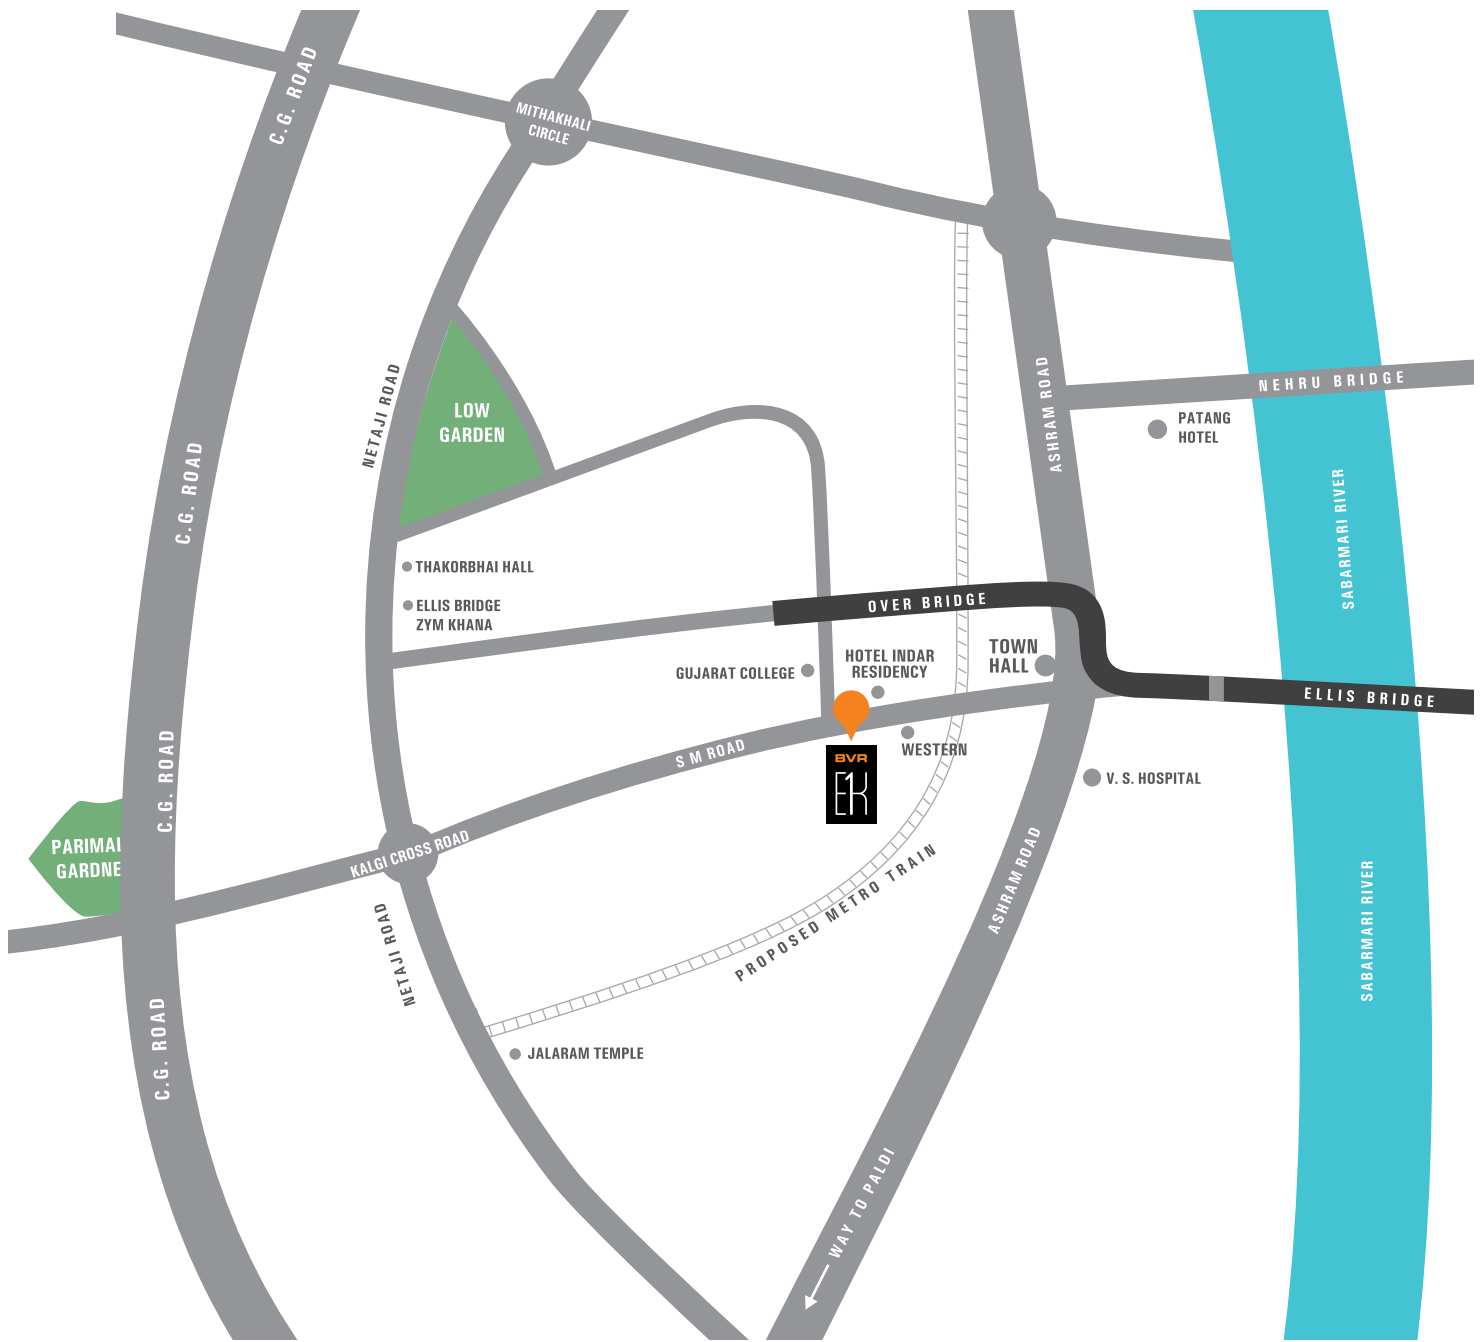 C.G. ROAD
MITHAKHALI
CIRCLE
NETAJI ROAD
LOW
GARDEN
ASHRAM ROAD
NEHRU BRIDGE
PATANG
HOTEL
C.G. ROAD
SABARMARI RIVER
THAKORBHAI HALL
ELLIS BRIDGE
ZYM KHANA
OVER BRIDGE
GUJARAT COLLEGE
HOTEL INDAR
RESIDENCY
TOWN
HALL
ELLIS BRIDGE
C.G. ROAD
S M ROAD
WESTERN
BVR
EK
V. S. HOSPITAL
PARIMAL
GARDNE
KALGI CROSS ROAD
ASHRAM ROAD
SABARMARI RIVER
PROPOSED METRO TRAIN
NETAJI ROAD
C.G. ROAD
JALARAM TEMPLE
WAY TO PALDI